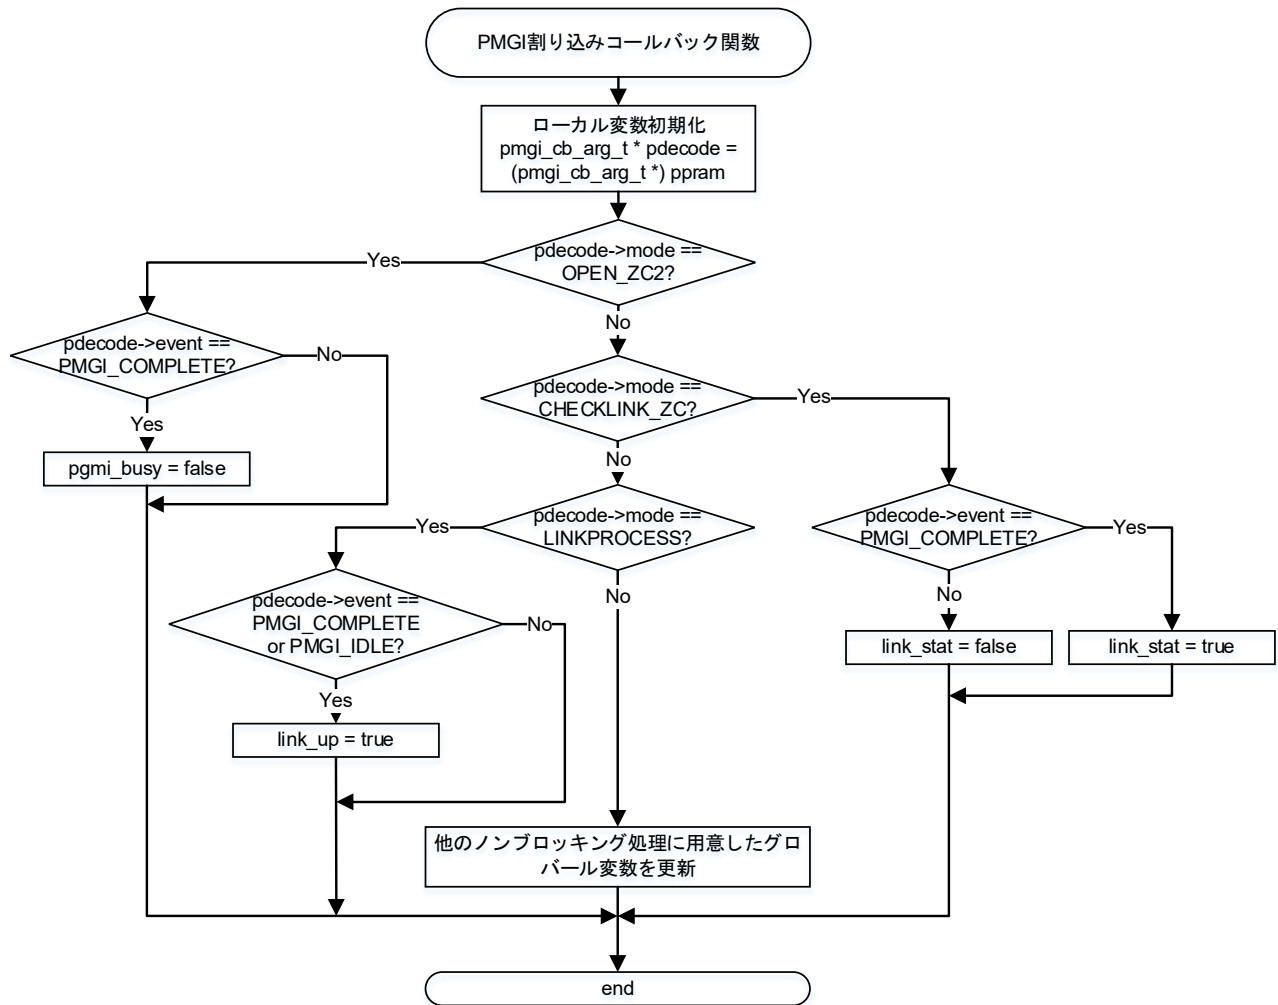 PMGI割り込みコールバック関数
ローカル変数初期化
pmgi_cb_arg_t * pdecode =
(pmgi_cb_arg_t *) ppram
pdecode->mode ==
OPEN_ZC2?
Yes
No
pdecode->event ==
PMGI_COMPLETE?
No
Yes
pgmi_busy = false
pdecode->mode ==
CHECKLINK_ZC?
Yes
No
pdecode->mode ==
LINKPROCESS?
Yes
No
pdecode->event ==
PMGI_COMPLETE?
Yes
No
link_stat = false
link_stat = true
pdecode->event ==
PMGI_COMPLETE
or PMGI_IDLE?
No
Yes
link_up = true
他のノンブロッキング処理に用意したグロ
バール変数を更新
end